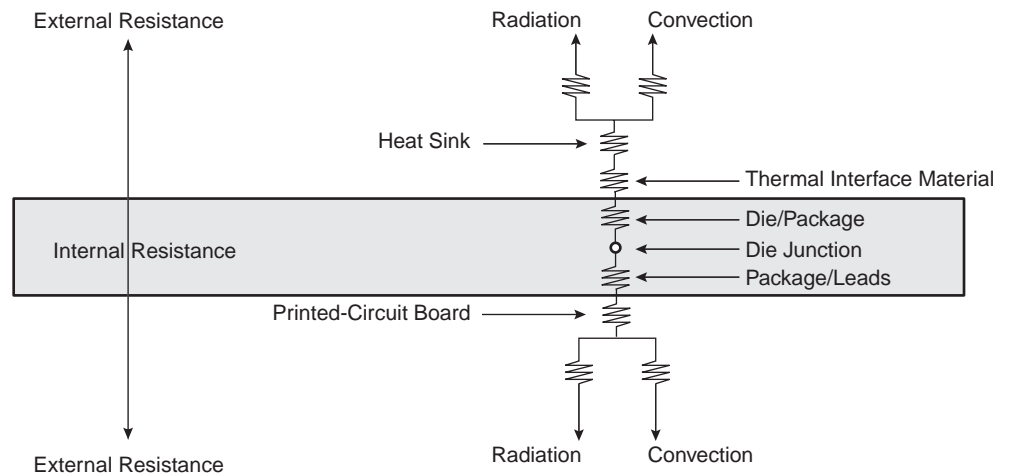 External Resistance
Radiation
Convection
Heat Sink
Thermal Interface Material
Die/Package
Internal Resistance
Die Junction
Package/Leads
Printed-Circuit Board
Radiation
Convection
External Resistance